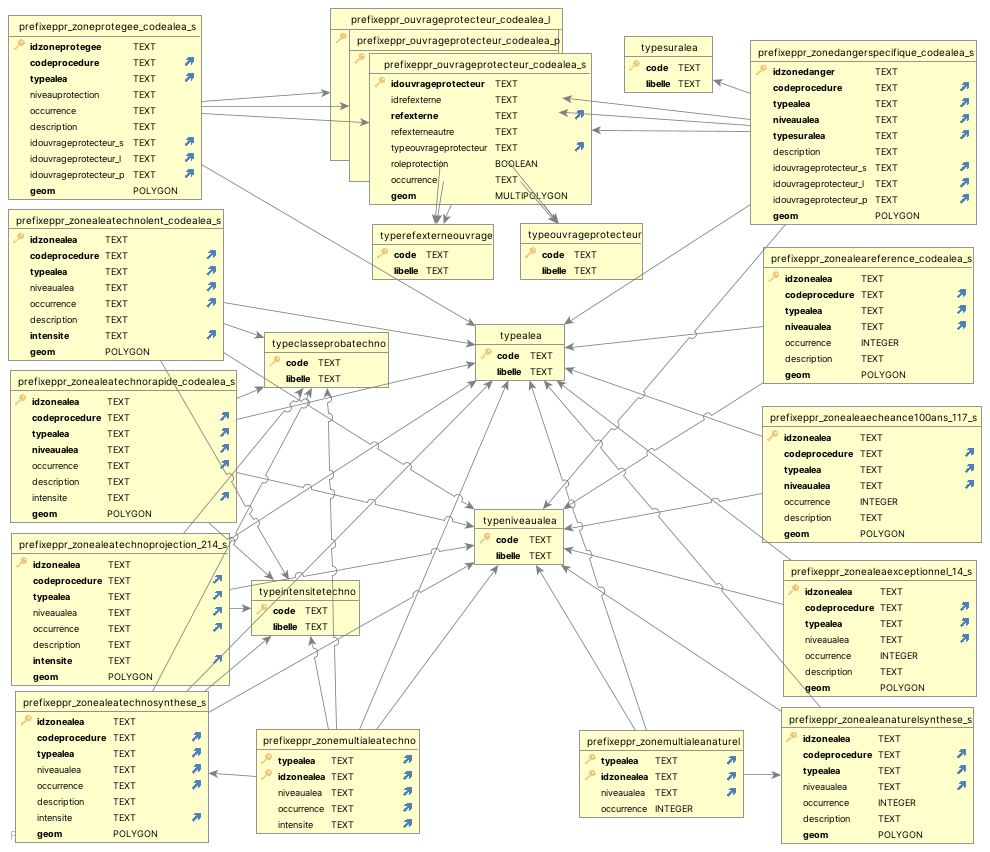 prefixeppr_zoneprotegee_codealea_s
idzoneprotegee TEXT
codeprocedure TEXT
typealea TEXT
niveauprotection TEXT
occurrence TEXT
description TEXT
idouvrageprotecteur_s TEXT
idouvrageprotecteur_l TEXT
idouvrageprotecteur_p TEXT
geom POLYGON
prefixeppr_ouvrageprotecteur_codealea_l
prefixeppr_ouvrageprotecteur_codealea_p
prefixeppr_ouvrageprotecteur_codealea_s
idouvrageprotecteur TEXT
idrefexterne TEXT
refexterne TEXT
refexterneautre TEXT
typeouvrageprotecteur TEXT
roleprotection BOOLEAN
occurrence TEXT
geom MULTIPOLYGON
typesuralea
code TEXT
libelle TEXT
prefixeppr_zonedangerspecifique_codealea_s
idzonedanger TEXT
codeprocedure TEXT
typealea TEXT
niveaualea TEXT
typesuralea TEXT
description TEXT
idouvrageprotecteur_s TEXT
idouvrageprotecteur_l TEXT
idouvrageprotecteur_p TEXT
geom POLYGON
prefixeppr_zonealeatechnolent_codealea_s
idzonealea TEXT
codeprocedure TEXT
typealea TEXT
niveaualea TEXT
occurrence TEXT
description TEXT
intensite TEXT
geom POLYGON
typerefexterneouvrage
code TEXT
libelle TEXT
typeouvrageprotecteur
code TEXT
libelle TEXT
prefixeppr_zonealeareference_codealea_s
idzonealea TEXT
codeprocedure TEXT
typealea TEXT
niveaualea TEXT
occurrence INTEGER
description TEXT
geom POLYGON
typeclasseprobatechno
code TEXT
libelle TEXT
typealea
code TEXT
libelle TEXT
prefixeppr_zonealeatechnorapide_codealea_s
idzonealea TEXT
codeprocedure TEXT
typealea TEXT
niveaualea TEXT
occurrence TEXT
description TEXT
intensite TEXT
geom POLYGON
prefixeppr_zonealeaecheance100ans_117_s
idzonealea TEXT
codeprocedure TEXT
typealea TEXT
niveaualea TEXT
occurrence INTEGER
description TEXT
geom POLYGON
typeniveaualea
code TEXT
libelle TEXT
prefixeppr_zonealeatechnoprojection_214_s
idzonealea TEXT
codeprocedure TEXT
typealea TEXT
niveaualea TEXT
occurrence TEXT
description TEXT
intensite TEXT
geom POLYGON
typeintensitetechno
code TEXT
libelle TEXT
prefixeppr_zonealeaexceptionnel_14_s
idzonealea TEXT
codeprocedure TEXT
typealea TEXT
niveaualea TEXT
occurrence INTEGER
description TEXT
geom POLYGON
prefixeppr_zonealeatechnosynthese_s
idzonealea TEXT
codeprocedure TEXT
typealea TEXT
niveaualea TEXT
occurrence TEXT
description TEXT
intensite TEXT
geom POLYGON
prefixeppr_zonemultialeatechno
typealea TEXT
idzonealea TEXT
niveaualea TEXT
occurrence TEXT
intensite TEXT
prefixeppr_zonemultialeanaturel
typealea TEXT
idzonealea TEXT
niveaualea TEXT
occurrence INTEGER
prefixeppr_zonealeanaturelsynthese_s
idzonealea TEXT
codeprocedure TEXT
typealea TEXT
niveaualea TEXT
occurrence INTEGER
description TEXT
geom POLYGON